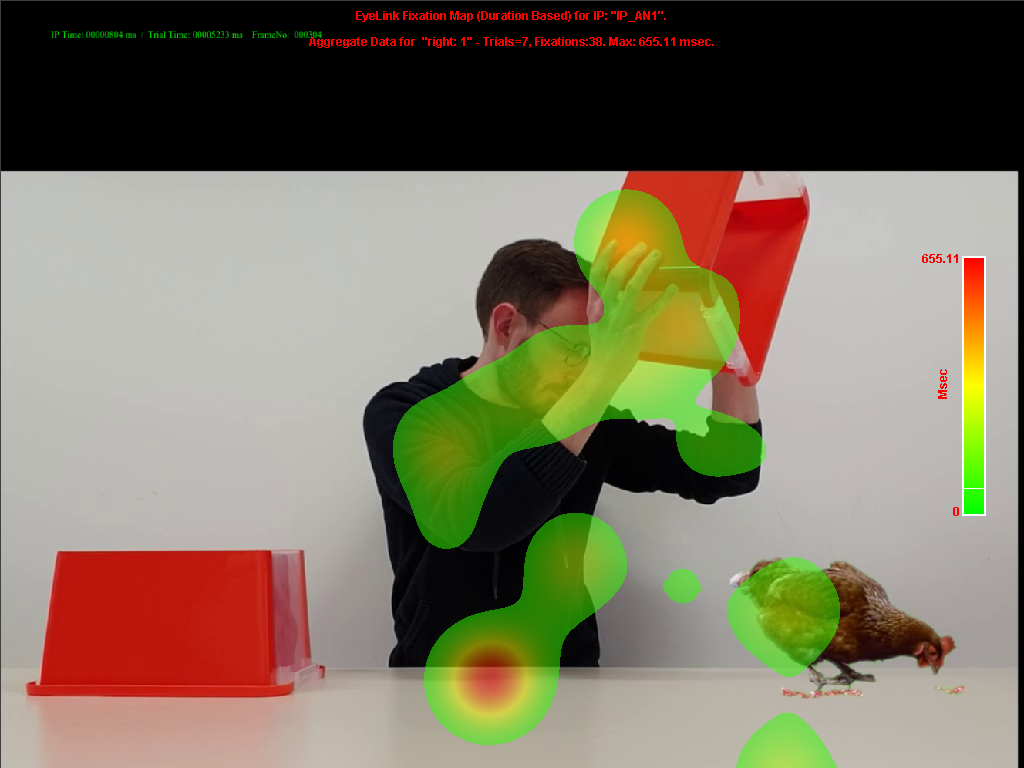 EyeLink Fixation Map (Duration Based) for IP: "IP_AN1".
IP Time: 00000804 ms / Trial Time: 00005233 ms FrameNo: 000304
Aggregate Data for "right: 1" - Trials=7, Fixations:38. Max: 655.11 msec.
655.11
Msec
0